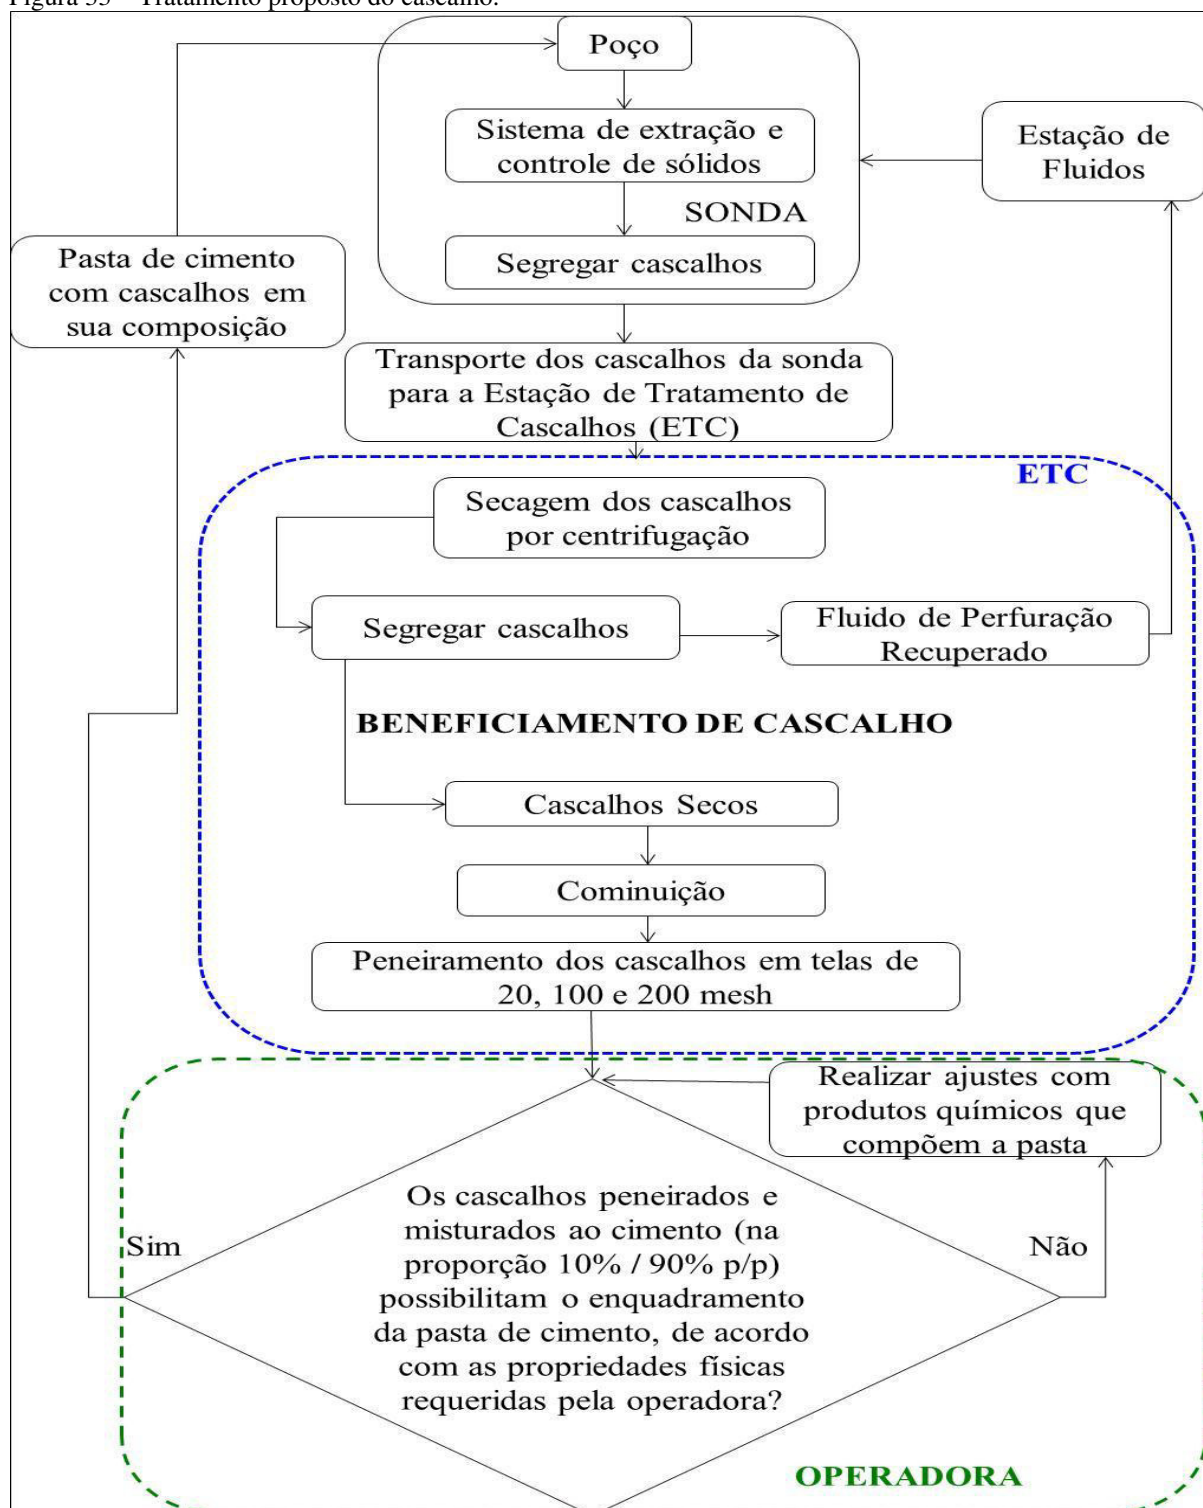 Figura 53 – Tratamento proposto do cascalho.
Poço
Sistema de extração e
controle de sólidos
SONDA
Segregar cascalhos
Estação de
Fluidos
Pasta de cimento
com cascalhos em
sua composição
Transporte dos cascalhos da sonda
para a Estação de Tratamento de
Cascalhos (ETC)
ETC
Secagem dos cascalhos
por centrifugação
Segregar cascalhos
Fluido de Perfuração
Recuperado
BENEFICIAMENTO DE CASCALHO
Cascalhos Secos
Cominuição
Peneiramento dos cascalhos em telas de
20, 100 e 200 mesh
Realizar ajustes com
produtos químicos que
compõem a pasta
Os cascalhos peneirados e
misturados ao cimento (na
proporção 10% / 90% p/p)
possibilitam o enquadramento
da pasta de cimento, de acordo
com as propriedades físicas
requeridas pela operadora?
Sim
Não
OPERADORA